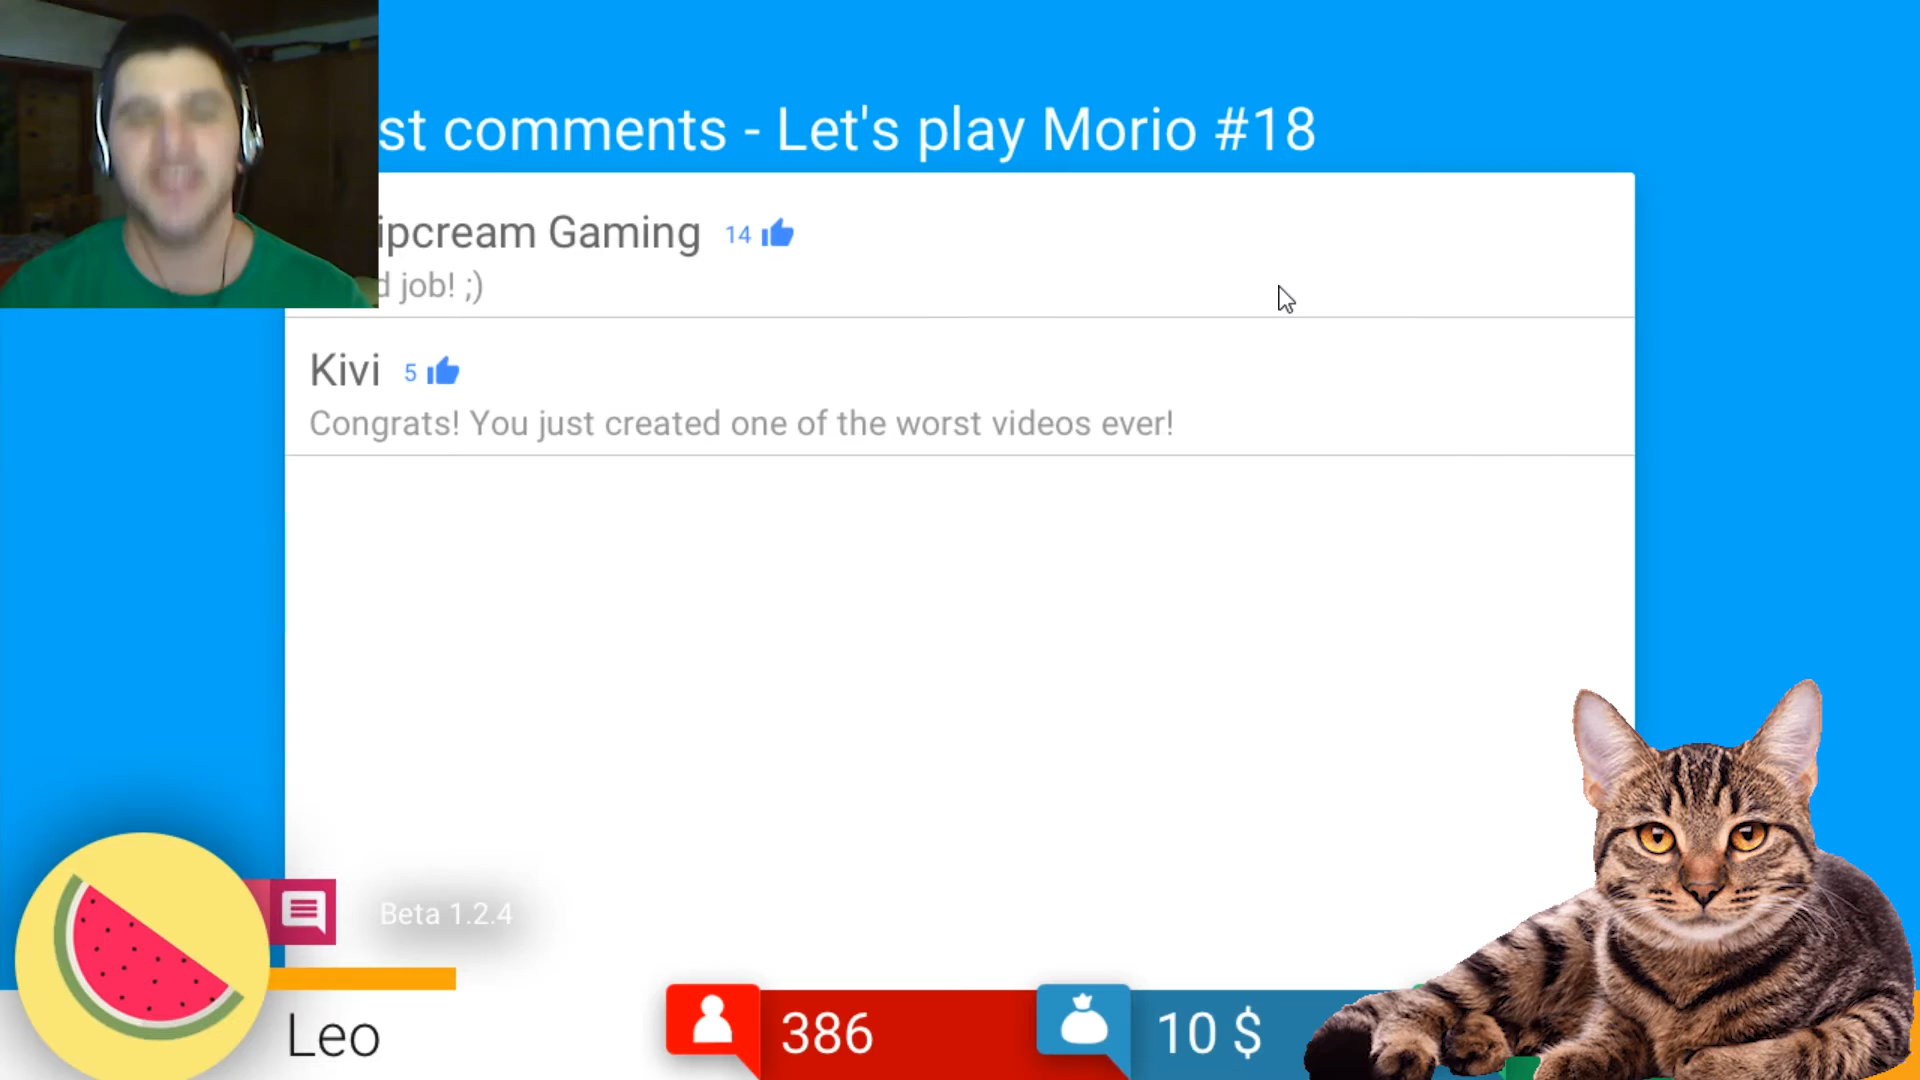 st comments - Let's play Morio #18
ipcream Gaming 14
d job! ;)
Kivi 5
Congrats! You just created one of the worst videos ever!
Beta 1.2.4
Leo
386
10 $